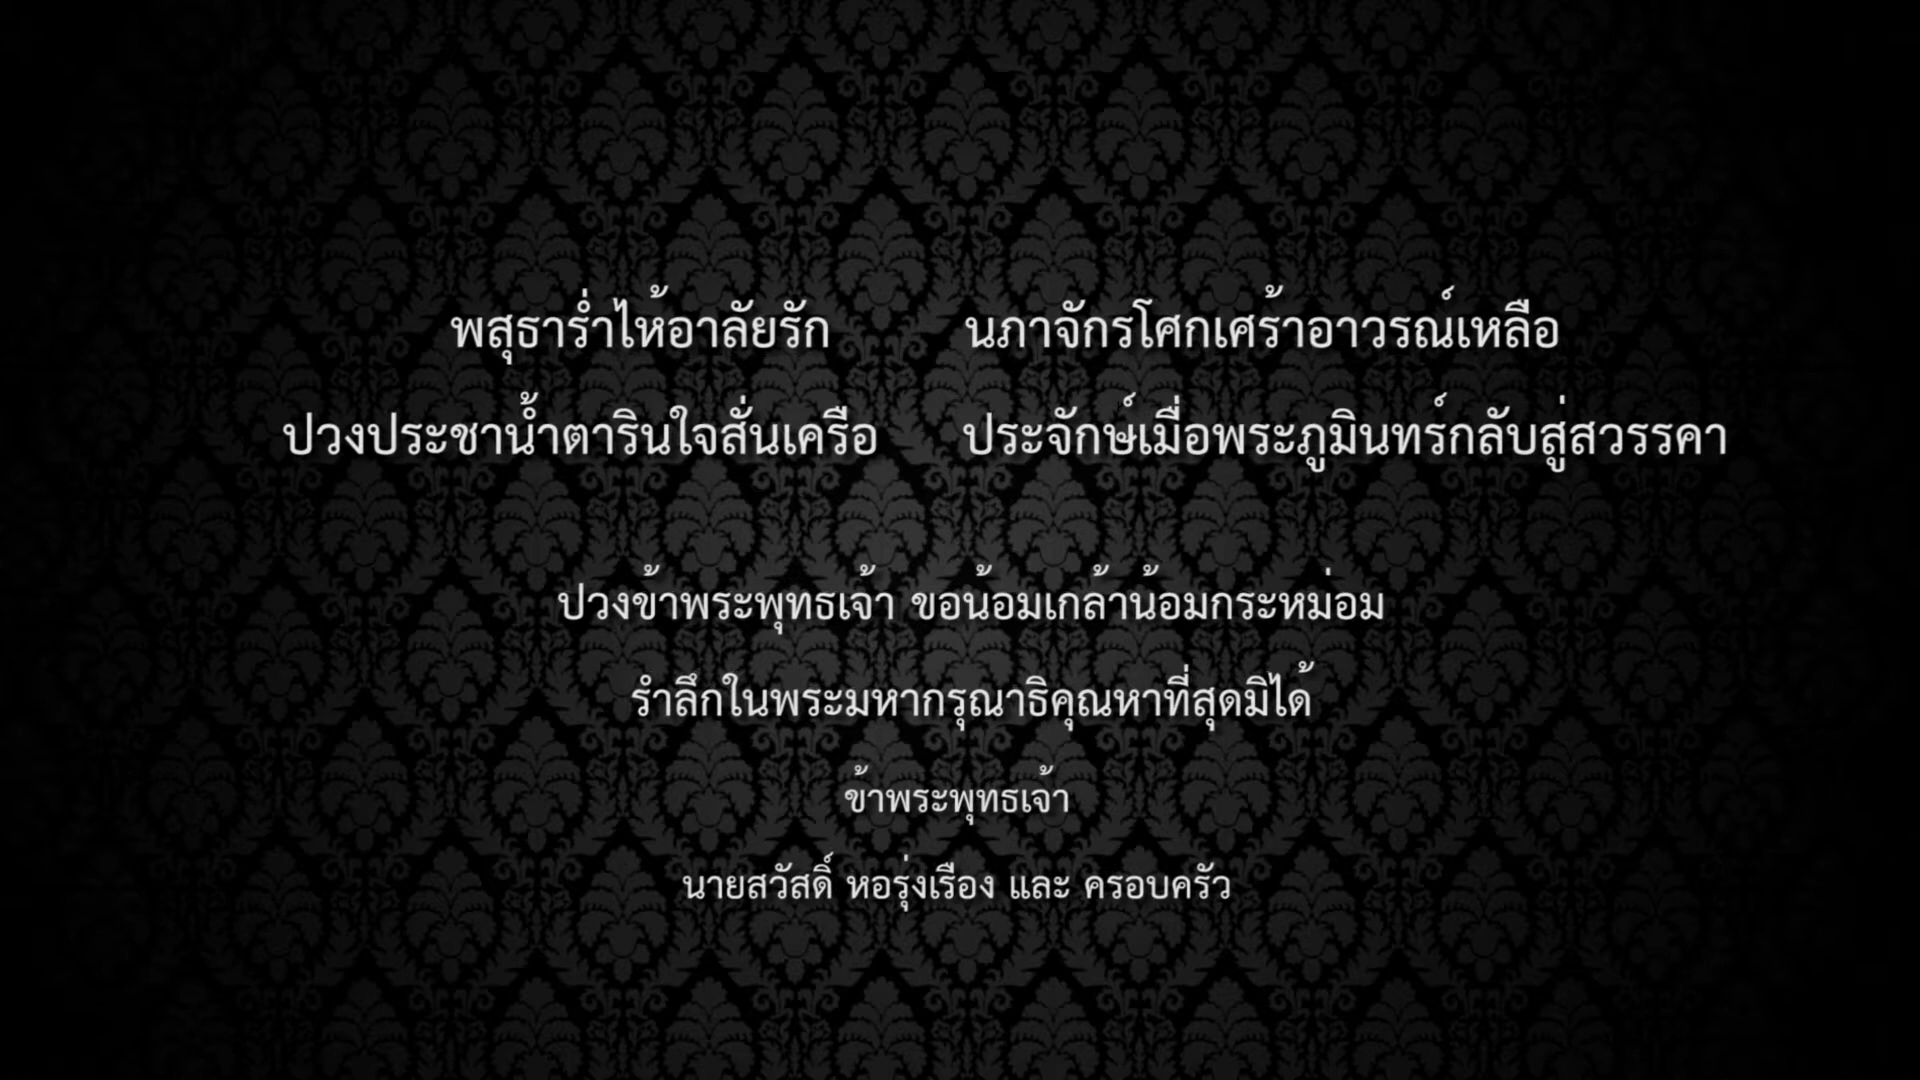 พสุธาร่ำไห้อาลัยรัก นภาจักรโศกเศร้าอาวรณ์เหลือ
ปวงประชาน้ำตารินใจสั่นเครือ ประจักษ์เมื่อพระภูมินทร์กลับสู่สวรรคา
ปวงข้าพระพุทธเจ้า ขอน้อมเกล้าน้อมกระหม่อม
รำลึกในพระมหากรุณาธิคุณหาที่สุดมิได้
ข้าพระพุทธเจ้า
นายสวัสดิ์ หอรุ่งเรือง และ ครอบครัว